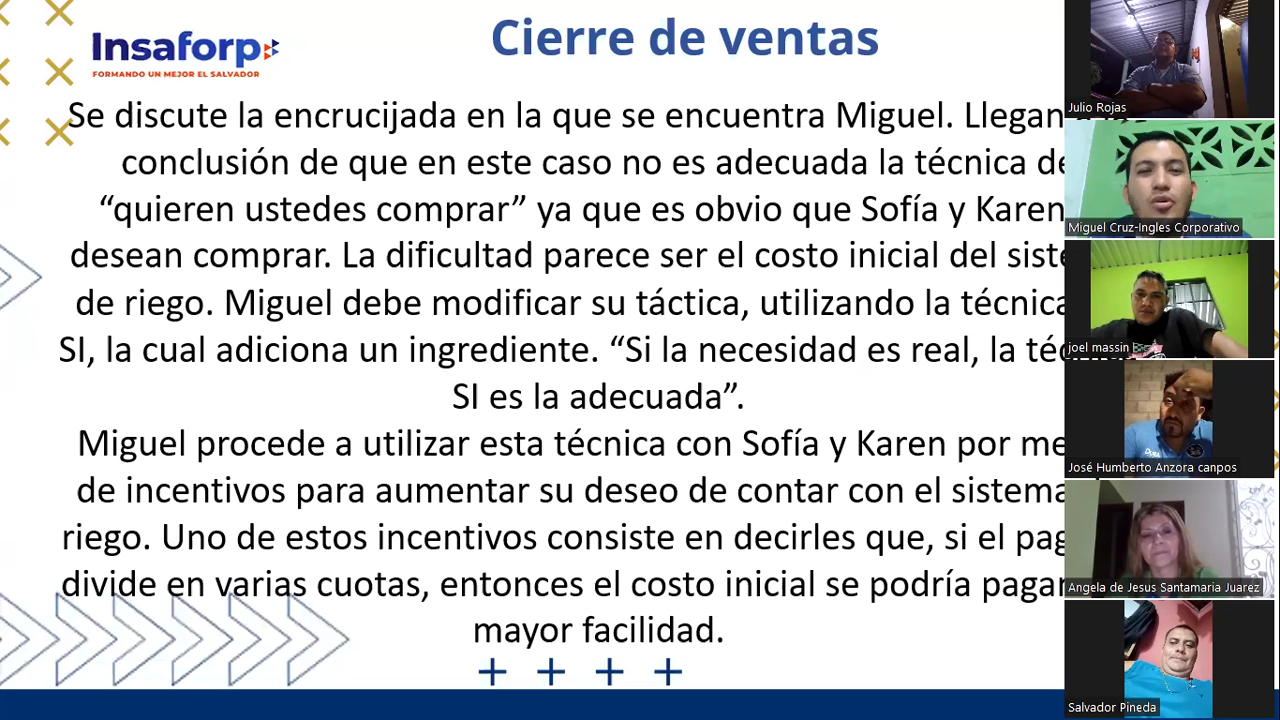 Insaforp
FORMANDO UN MEJOR EL SALVADOR
Cierre de ventas
Se discute la encrucijada en la que se encuentra Miguel. Llegan
conclusión de que en este caso no es adecuada la técnica de
“quieren ustedes comprar” ya que es obvio que Sofía y Karen
desean comprar. La dificultad parece ser el costo inicial del
de riego. Miguel debe modificar su táctica, utilizando la técnica
SI, la cual adiciona un ingrediente. “Si la necesidad es real, la
SI es la adecuada”.
Miguel procede a utilizar esta técnica con Sofía y Karen por
de incentivos para aumentar su deseo de contar con el sistema
riego. Uno de estos incentivos consiste en decirles que, si el
divide en varias cuotas, entonces el costo inicial se podría
mayor facilidad.
Julio Rojas
Miguel Cruz-Ingles Corporativo
joel massin
José Humberto Anzora canpos
Angela de Jesus Santamaria Juarez
Salvador Pineda